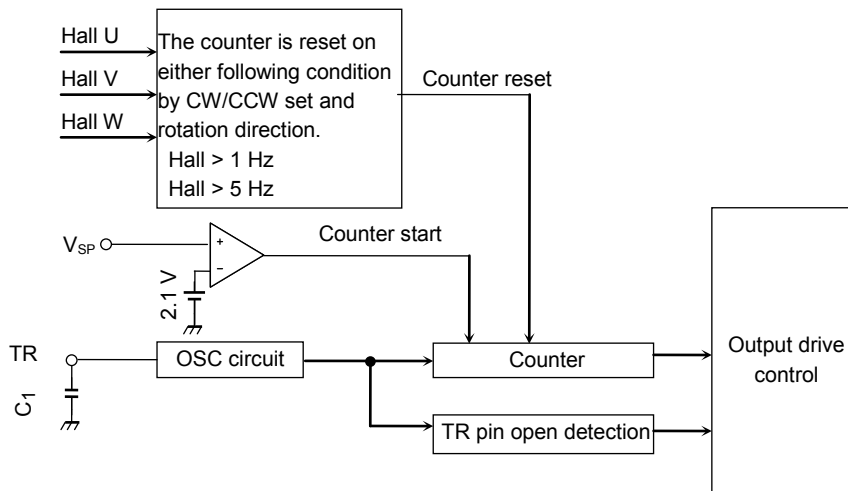 Hall U
Hall V
Hall W
The counter is reset on
either following condition
by CW/CCW set and
rotation direction.
Hall > 1 Hz
Hall > 5 Hz
Counter reset
VSP
+
−
2.1 V
Counter start
TR
C1
OSC circuit
Counter
TR pin open detection
Output drive
control